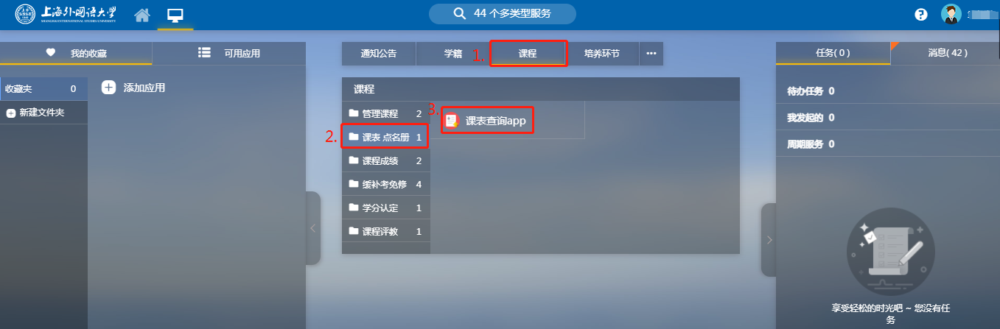 上海外国语大学
SHANGHAI INTERNATIONAL STUDIES UNIVERSITY
44 个多类型服务
我的收藏
可用应用
收藏夹 0
新建文件夹
添加应用
通知公告
学籍
1.
课程
培养环节
课程
管理课程 2
2.
课表 点名册 1
课程成绩 2
缓补考免修 4
学分认定 1
课程评教 1
3.
课表查询app
任务( 0 )
消息( 42 )
待办任务 0
我发起的 0
周期服务 0
享受轻松的时光吧 ~ 您没有任
务